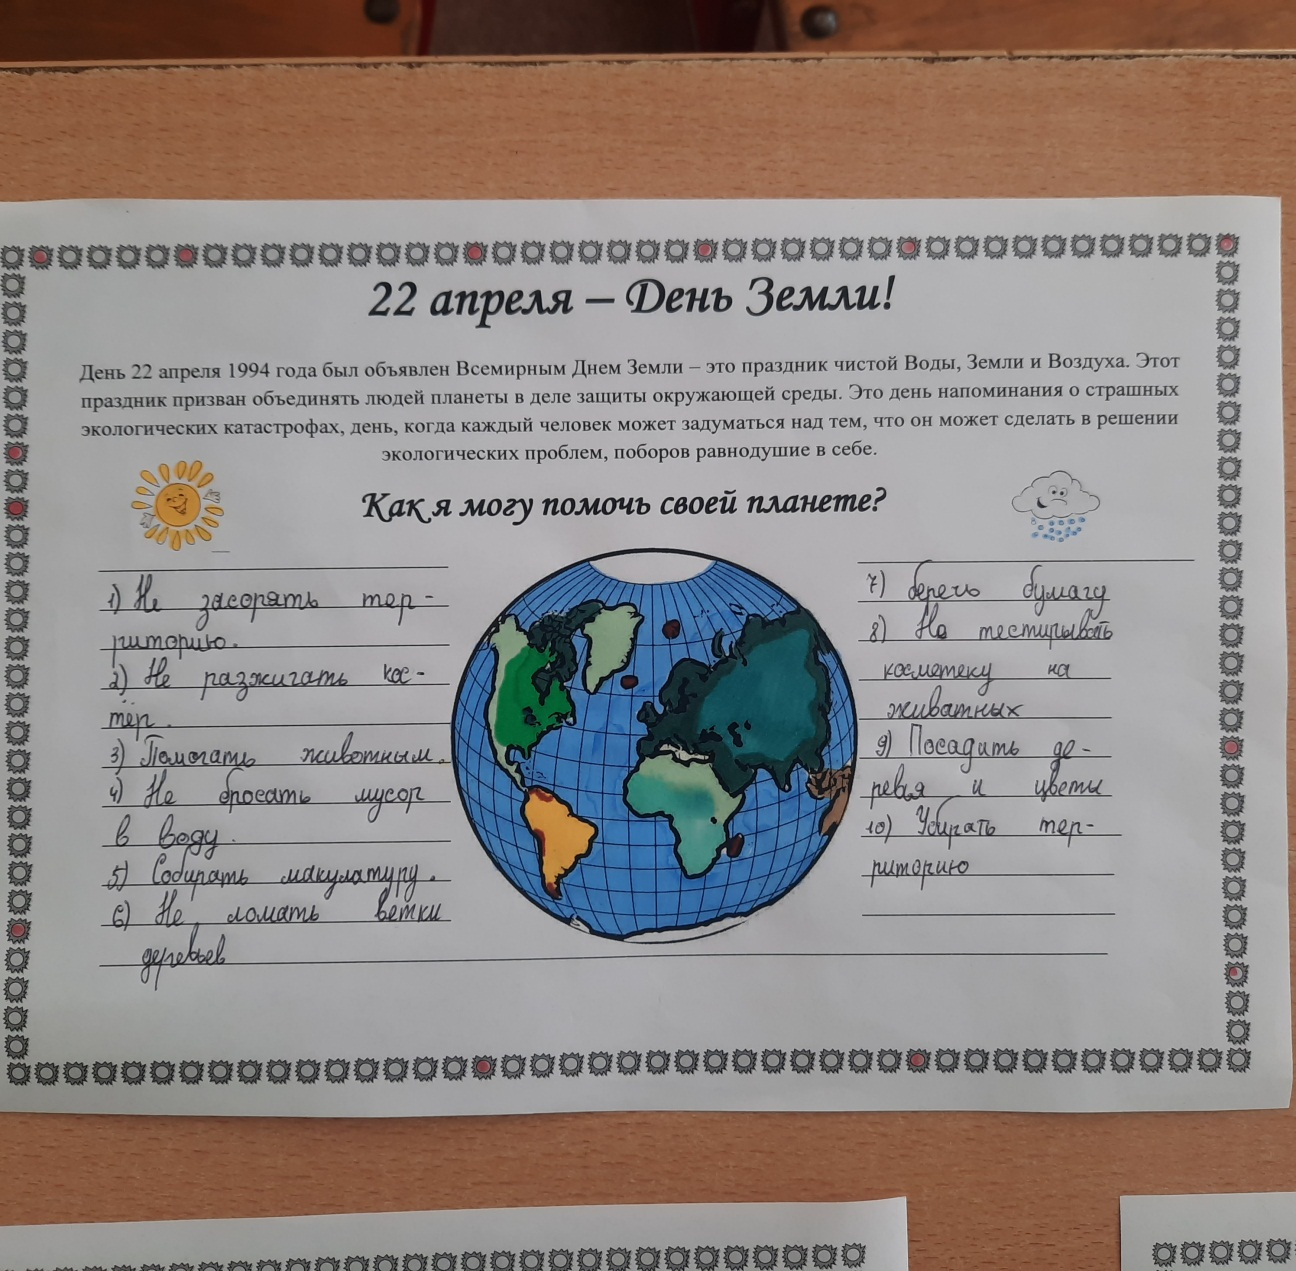 22 апреля – День Земли!
День 22 апреля 1994 года был объявлен Всемирным Днем Земли – это праздник чистой Воды, Земли и Воздуха. Этот
праздник призван объединять людей планеты в деле защиты окружающей среды. Это день напоминания о страшных
экологических катастрофах, день, когда каждый человек может задуматься над тем, что он может сделать в решении
экологических проблем, поборов равнодушие в себе.
Как я могу помочь своей планете?
1) Не засорять тер-
риторию.
2) Не разжигать кос-
тёр.
3) Помогать животным.
4) Не бросать мусор
в воду.
5) Собирать макулатуру.
6) Не ломать ветки
деревьев
7) беречь бумагу
8) Не тестирывать
косметеку на
живатных
9) Посадить де-
ревья и цветы
10) Убирать тер-
риторию